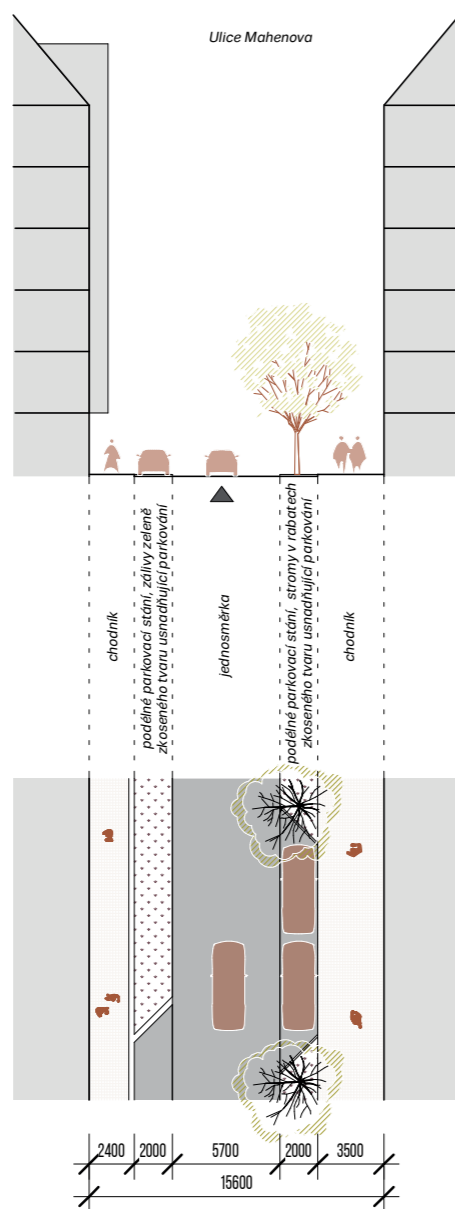 Ulice Mahenova
chodník
podélné parkovací stání, zálivy zeleně
zkoseného tvaru usnadňující parkování
jednosměrka
podélné parkovací stání, stromy v rabatech
zkoseného tvaru usnadňující parkování
chodník
2400 2000 5700 2000 3500
15600